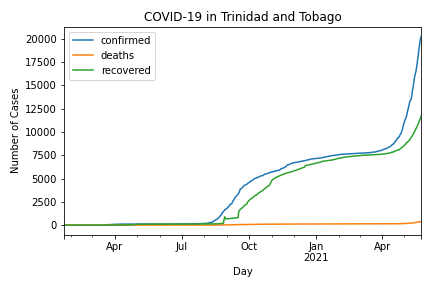 COVID-19 in Trinidad and Tobago
confirmed
deaths
recovered
Number of Cases
20000
17500
15000
12500
10000
7500
5000
2500
0
Apr
Jul
Oct
Jan
2021
Apr
Day